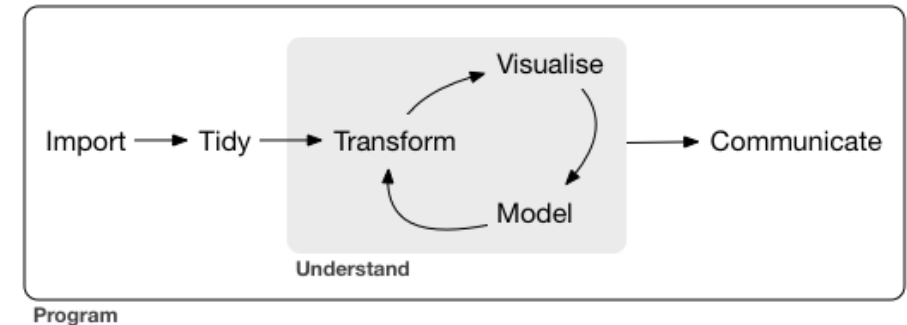 Visualise
Import Tidy Transform Communicate
Model
Understand
Program